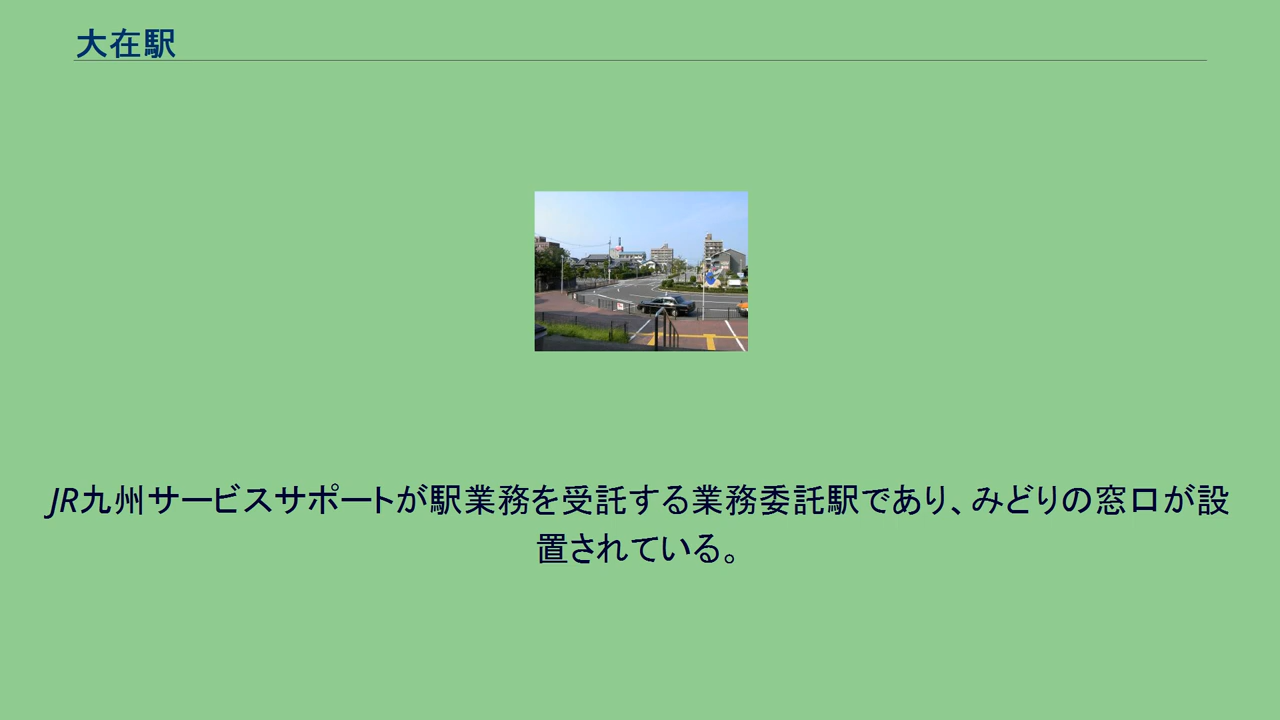 大在駅
JR九州サービスサポートが駅業務を受託する業務委託駅であり、みどりの窓口が設
置されている。